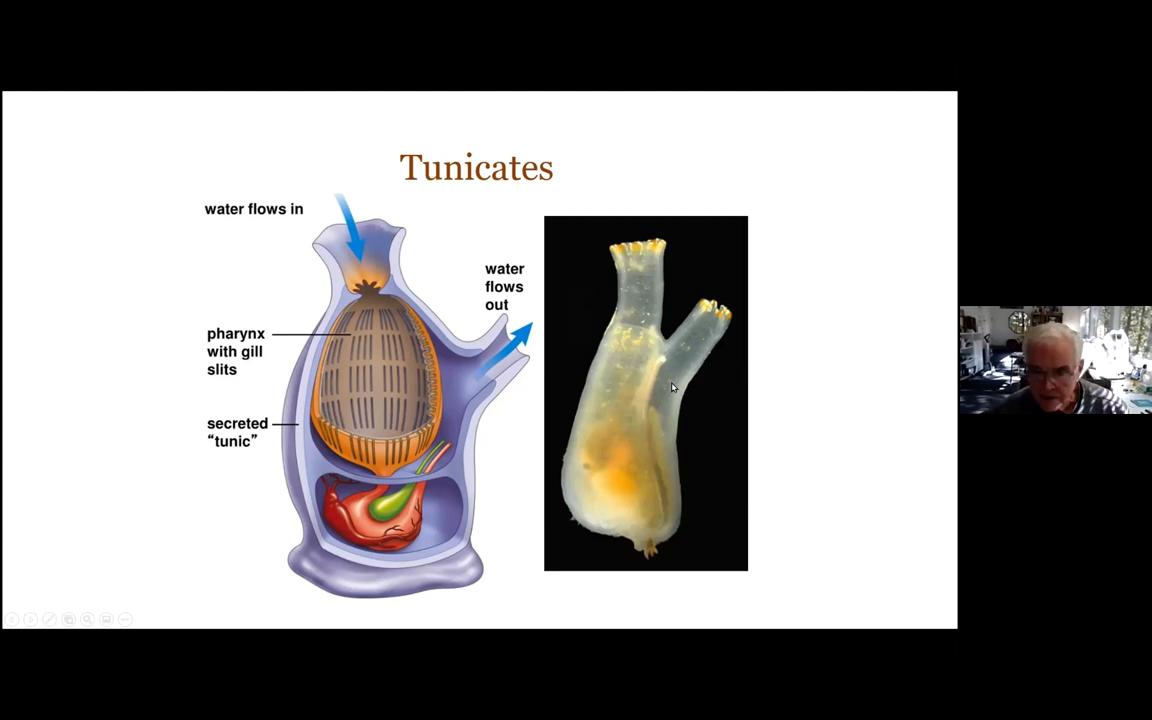 Tunicates
water flows in
water
flows
out
pharynx
with gill
slits
secreted
“tunic”